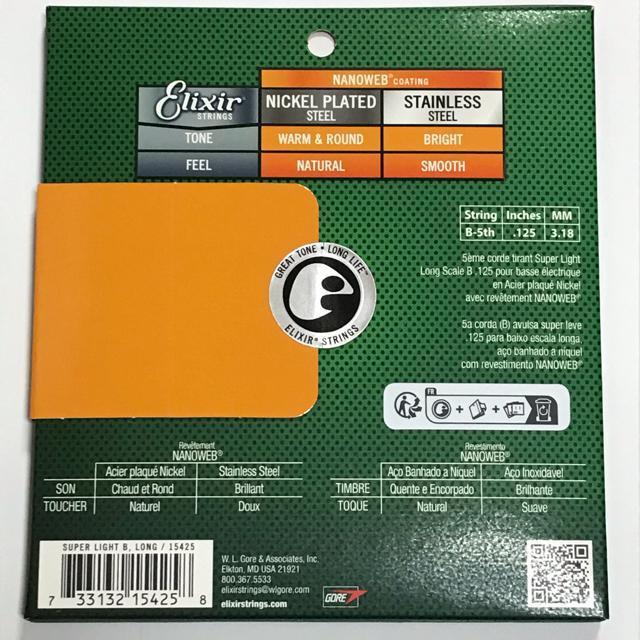 NANOWEB® COATING
Elixir
STRINGS
NICKEL PLATED
STEEL
STAINLESS
STEEL
TONE WARM & ROUND BRIGHT
FEEL NATURAL SMOOTH
String Inches MM
B-5th .125 3.18
GREAT TONE • LONG LIFE™
ELIXIR® STRINGS
5ème corde tirant Super Light
Long Scale B .125 pour basse électrique
en Acier plaqué Nickel
avec revêtement NANOWEB®
5a corda (B) avulsa super leve
.125 para baixo escala longa,
aço banhado a níquel
com revestimento NANOWEB®
FR
+ +
Revêtement
NANOWEB®
Acier plaqué Nickel Stainless Steel
SON Chaud et Rond Brillant
TOUCHER Naturel Doux
Revestimento
NANOWEB®
Aço Banhado a Níquel Aço Inoxidável
TIMBRE Quente e Encorpado Brilhante
TOQUE Natural Suave
SUPER LIGHT B, LONG / 15425
7 33132 15425 8
W. L. Gore & Associates, Inc.
Elkton, MD USA 21921
800.367.5533
elixirstrings@wlgore.com
elixirstrings.com
GORE